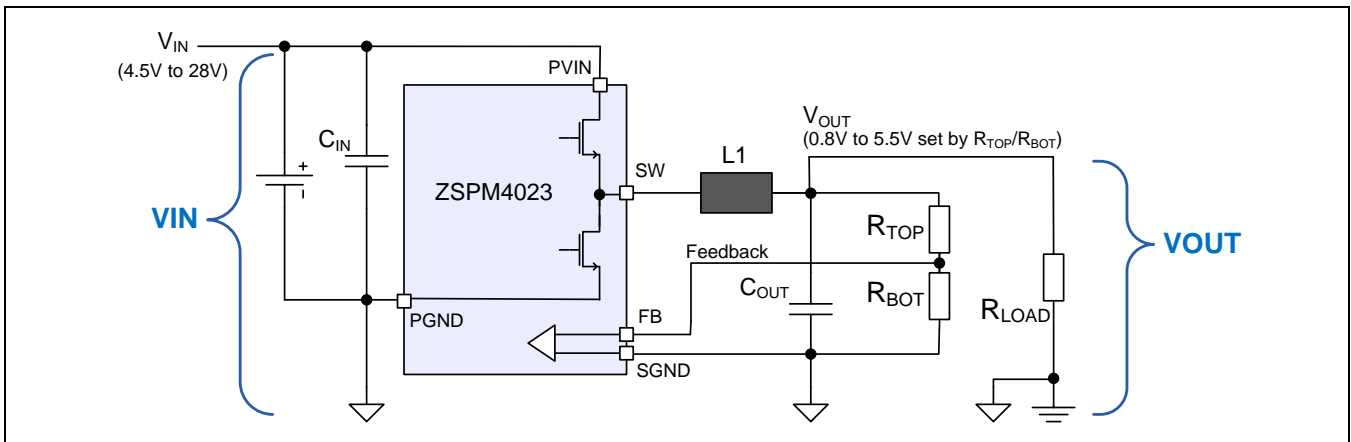 VIN
(4.5V to 28V)
PVIN
VOUT
(0.8V to 5.5V set by RTOP/RBOT)
CIN
L1
SW
+
ZSPM4023
VIN
VOUT
RTOP
Feedback
COUT
RBOT
RLOAD
PGND
FB
SGND